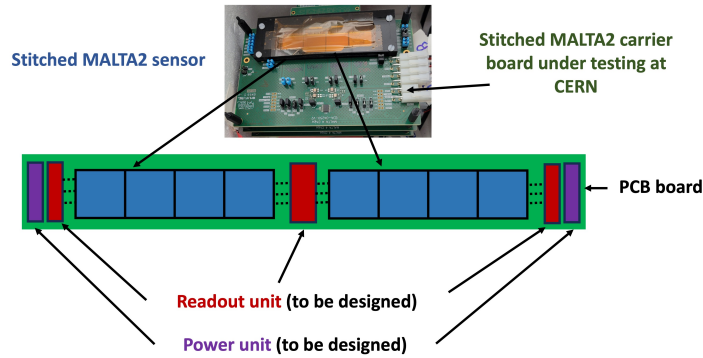 Stitched MALTA2 sensor
Stitched MALTA2 carrier
board under testing at
CERN
PCB board
Readout unit (to be designed)
Power unit (to be designed)